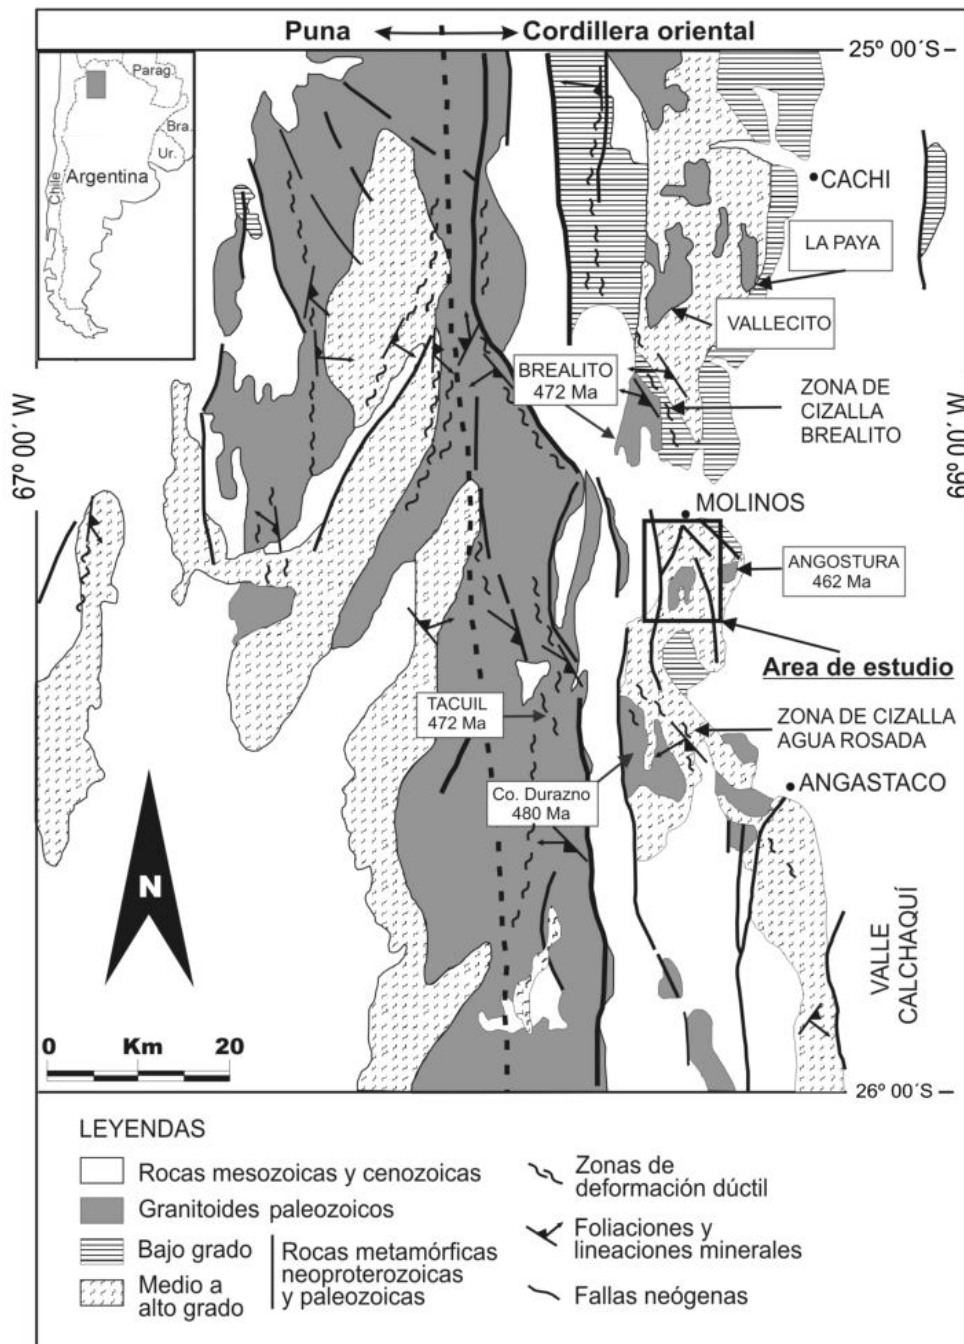 Puna
Cordillera oriental
25º 00´S
Parag.
Bra.
Ur.
Argentina
Chile
CACHI
LA PAYA
VALLECITO
BREALITO
472 Ma
ZONA DE
CIZALLA
BREALITO
67º 00´ W
66º 00´ W
MOLINOS
ANGOSTURA
462 Ma
Area de estudio
TACUIL
472 Ma
ZONA DE CIZALLA
AGUA ROSADA
Co. Durazno
480 Ma
ANGASTACO
N
VALLE
CALCHAQUÍ
0 Km 20
26º 00´S
LEYENDAS
Rocas mesozoicas y cenozoicas
Granitoides paleozoicos
Bajo grado
Medio a
alto grado
Rocas metamórficas
neoproterozoicas
y paleozoicas
Zonas de
deformación dúctil
Foliaciones y
lineaciones minerales
Fallas neógenas